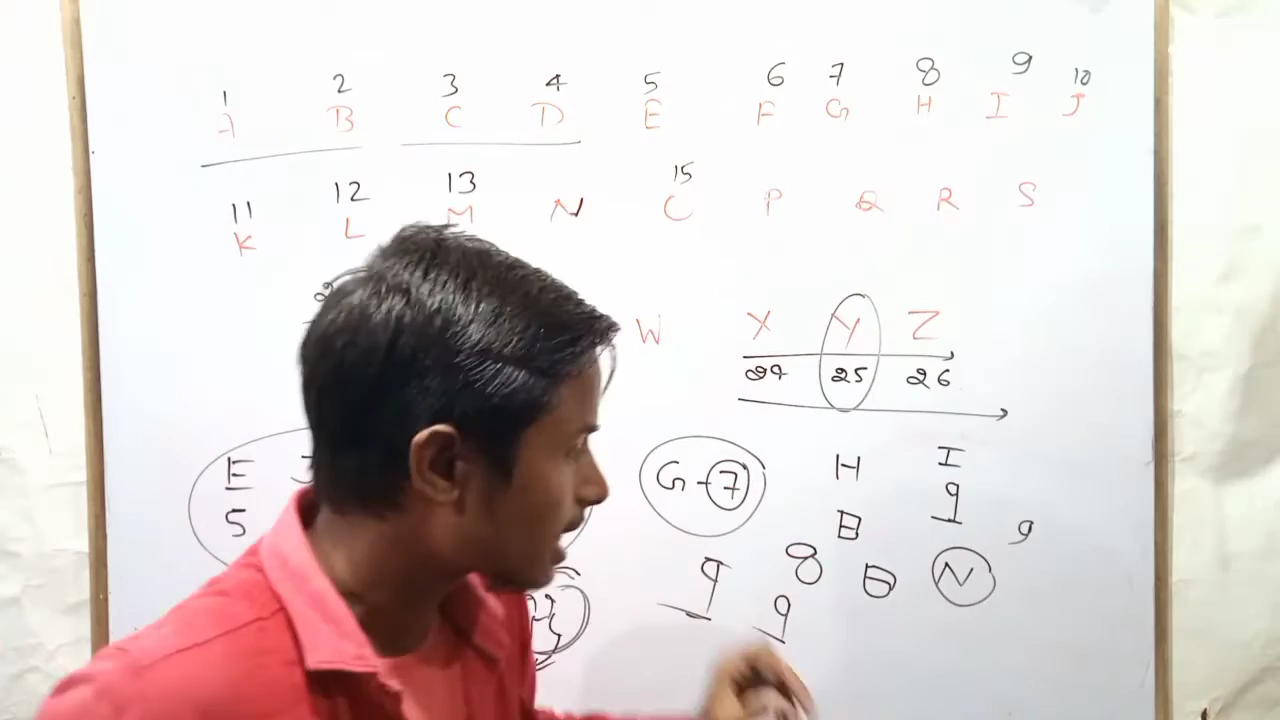 1 2 3 4 5 6 7 8 9 10
A B C D E F G H I J
11 12 13 15
K L M N O P Q R S
W X Y Z
24 25 26
E J G-7 H I
5 B 9 9
9 8 B N
9